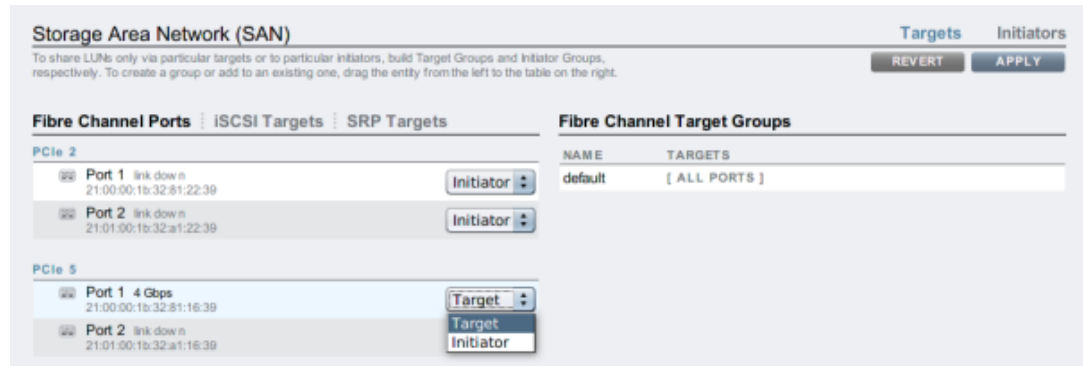 Storage Area Network (SAN)
Targets
Initiators
To share LUNs only via particular targets or to particular initiators, build Target Groups and Initiator Groups,
respectively. To create a group or add to an existing one, drag the entity from the left to the table on the right.
REVERT
APPLY
Fibre Channel Ports
iSCSI Targets
SRP Targets
PCIe 2
Port 1 link down
21:00:00:1b:32:81:22:39
Initiator
Port 2 link down
21:01:00:1b:32:a1:22:39
Initiator
PCIe 5
Port 1 4 Gbps
21:00:00:1b:32:81:16:39
Target
Target
Initiator
Port 2 link down
21:01:00:1b:32:a1:16:39
Fibre Channel Target Groups
NAME TARGETS
default [ ALL PORTS ]